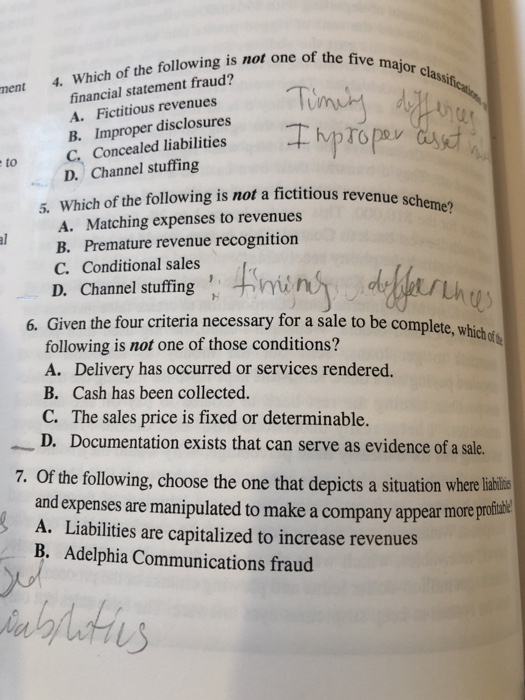 ment
to
al
4. Which of the following is not one of the five major classifications
financial statement fraud?
A. Fictitious revenues
B. Improper disclosures
C. Concealed liabilities
D. Channel stuffing
Timing
Improper asset
5. Which of the following is not a fictitious revenue scheme?
A. Matching expenses to revenues
B. Premature revenue recognition
C. Conditional sales
D. Channel stuffing
timing differences
6. Given the four criteria necessary for a sale to be complete, which of the
following is not one of those conditions?
A. Delivery has occurred or services rendered.
B. Cash has been collected.
C. The sales price is fixed or determinable.
D. Documentation exists that can serve as evidence of a sale.
7. Of the following, choose the one that depicts a situation where liabilities
and expenses are manipulated to make a company appear more profitable?
A. Liabilities are capitalized to increase revenues
B. Adelphia Communications fraud